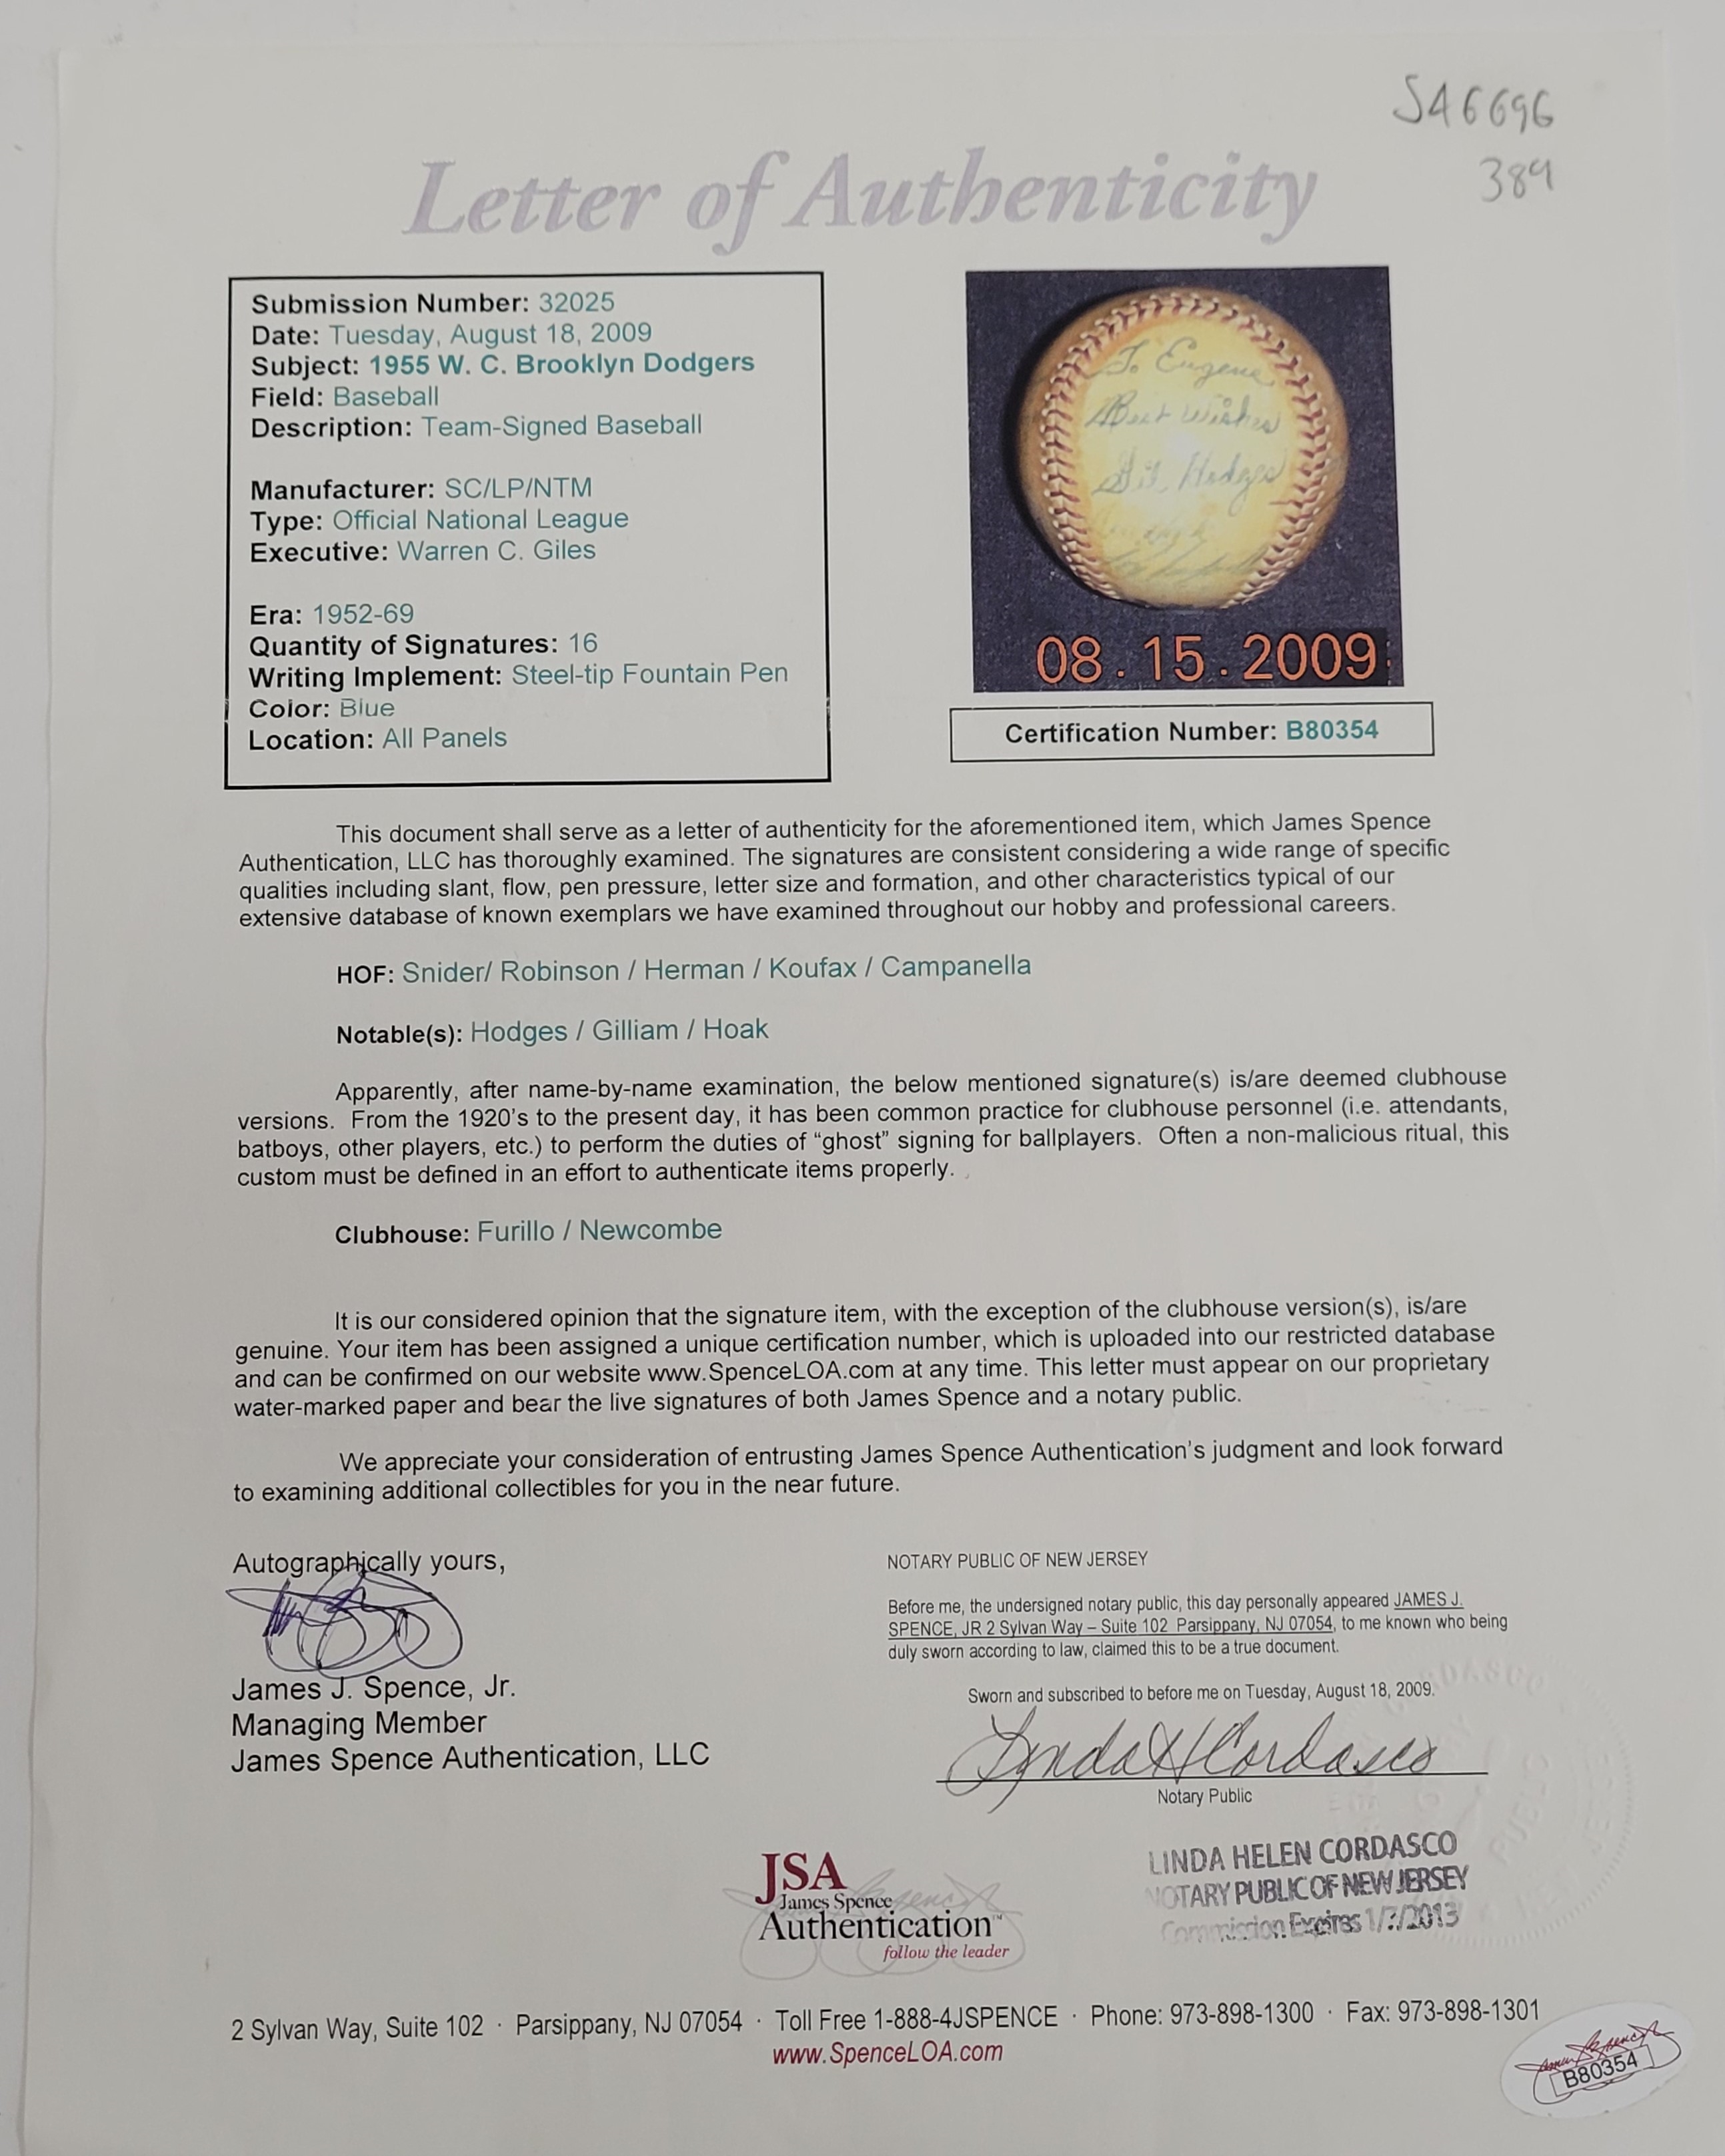 S46696
389
Letter of Authenticity
Submission Number: 32025
Date: Tuesday, August 18, 2009
Subject: 1955 W. C. Brooklyn Dodgers
Field: Baseball
Description: Team-Signed Baseball
Manufacturer: SC/LP/NTM
Type: Official National League
Executive: Warren C. Giles
Era: 1952-69
Quantity of Signatures: 16
Writing Implement: Steel-tip Fountain Pen
Color: Blue
Location: All Panels
To Eugene
Best Wishes
Gil Hodges
08.15.2009
Certification Number: B80354
This document shall serve as a letter of authenticity for the aforementioned item, which James Spence
Authentication, LLC has thoroughly examined. The signatures are consistent considering a wide range of specific
qualities including slant, flow, pen pressure, letter size and formation, and other characteristics typical of our
extensive database of known exemplars we have examined throughout our hobby and professional careers.
HOF: Snider/ Robinson / Herman / Koufax / Campanella
Notable(s): Hodges / Gilliam / Hoak
Apparently, after name-by-name examination, the below mentioned signature(s) is/are deemed clubhouse
versions. From the 1920's to the present day, it has been common practice for clubhouse personnel (i.e. attendants,
batboys, other players, etc.) to perform the duties of “ghost” signing for ballplayers. Often a non-malicious ritual, this
custom must be defined in an effort to authenticate items properly.
Clubhouse: Furillo / Newcombe
It is our considered opinion that the signature item, with the exception of the clubhouse version(s), is/are
genuine. Your item has been assigned a unique certification number, which is uploaded into our restricted database
and can be confirmed on our website www.SpenceLOA.com at any time. This letter must appear on our proprietary
water-marked paper and bear the live signatures of both James Spence and a notary public.
We appreciate your consideration of entrusting James Spence Authentication's judgment and look forward
to examining additional collectibles for you in the near future.
Autographically yours,
James J. Spence, Jr.
Managing Member
James Spence Authentication, LLC
NOTARY PUBLIC OF NEW JERSEY
Before me, the undersigned notary public, this day personally appeared JAMES J.
SPENCE, JR 2 Sylvan Way – Suite 102 Parsippany, NJ 07054, to me known who being
duly sworn according to law, claimed this to be a true document.
Sworn and subscribed to before me on Tuesday, August 18, 2009.
Lynda H Cordasco
Notary Public
LINDA HELEN CORDASCO
NOTARY PUBLIC OF NEW JERSEY
Commission Expires
JSA
James Spence
Authentication™
follow the leader
2 Sylvan Way, Suite 102 · Parsippany, NJ 07054 · Toll Free 1-888-4JSPENCE · Phone: 973-898-1300 · Fax: 973-898-1301
www.SpenceLOA.com
B80354